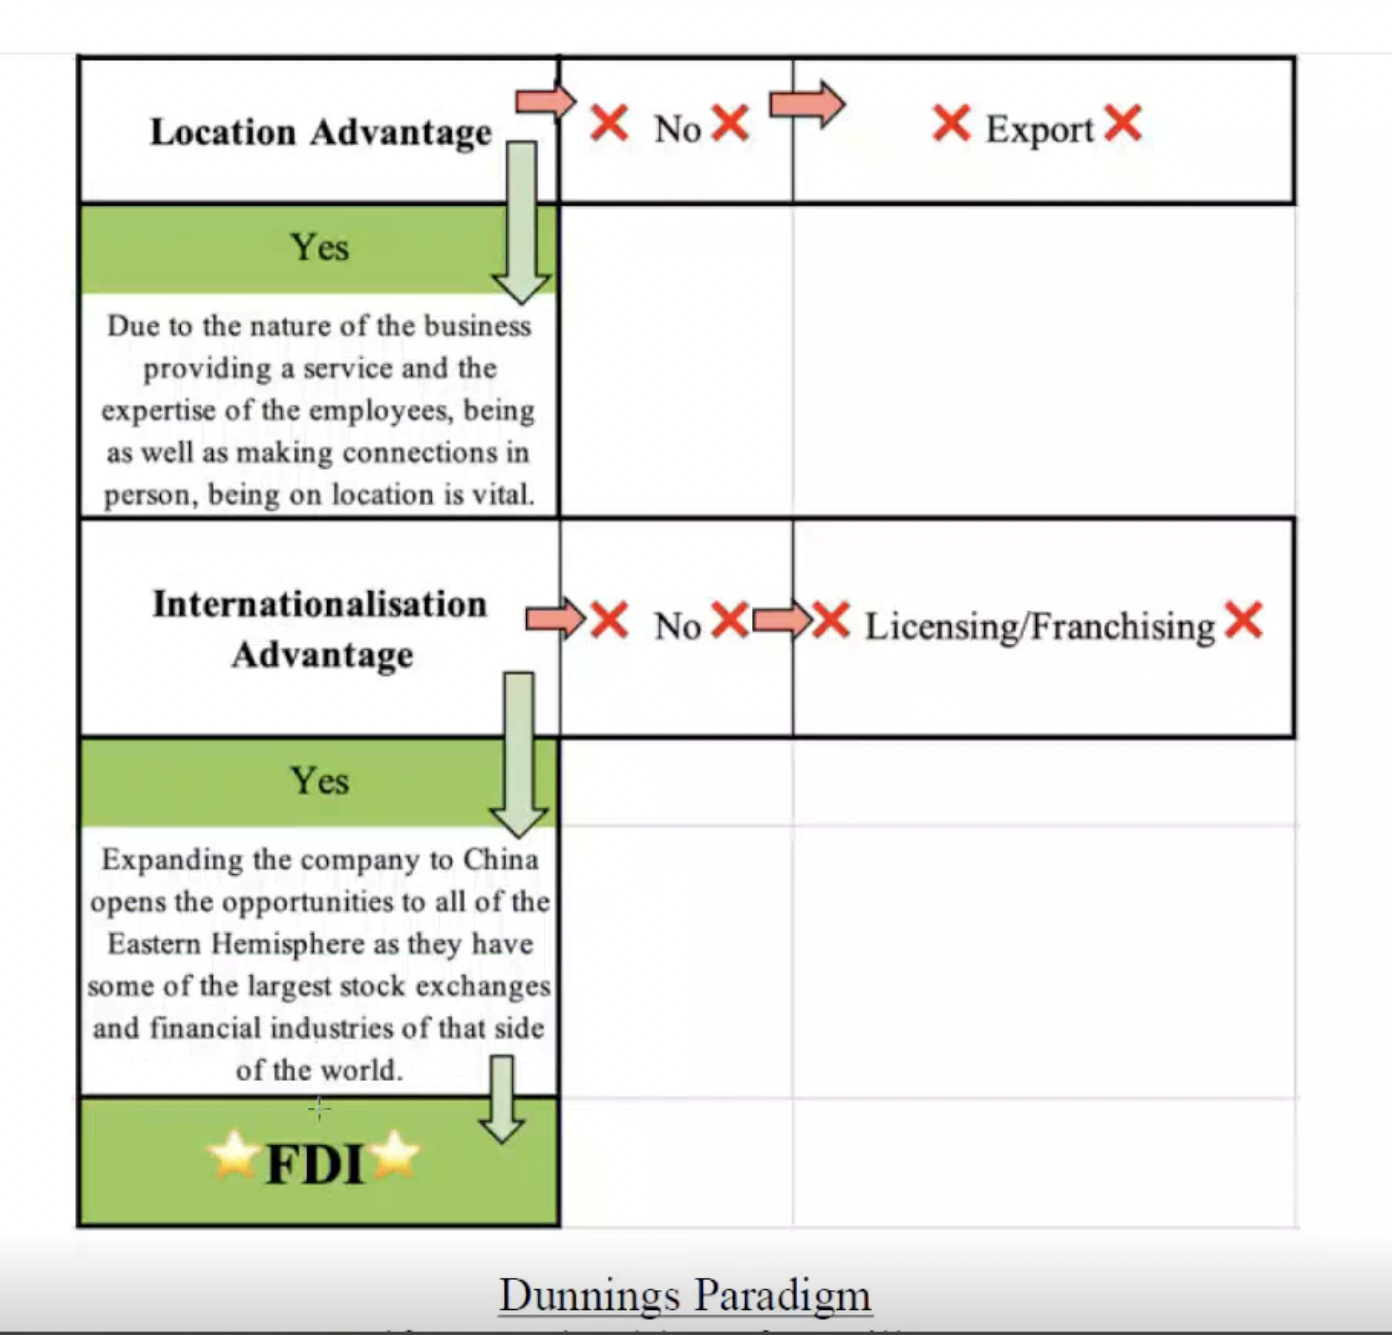 Location Advantage
No
Export
Yes
Due to the nature of the business
providing a service and the
expertise of the employees, being
as well as making connections in
person, being on location is vital.
Internationalisation
Advantage
No
Licensing/Franchising
Yes
Expanding the company to China
opens the opportunities to all of the
Eastern Hemisphere as they have
some of the largest stock exchanges
and financial industries of that side
of the world.
FDI
Dunnings Paradigm